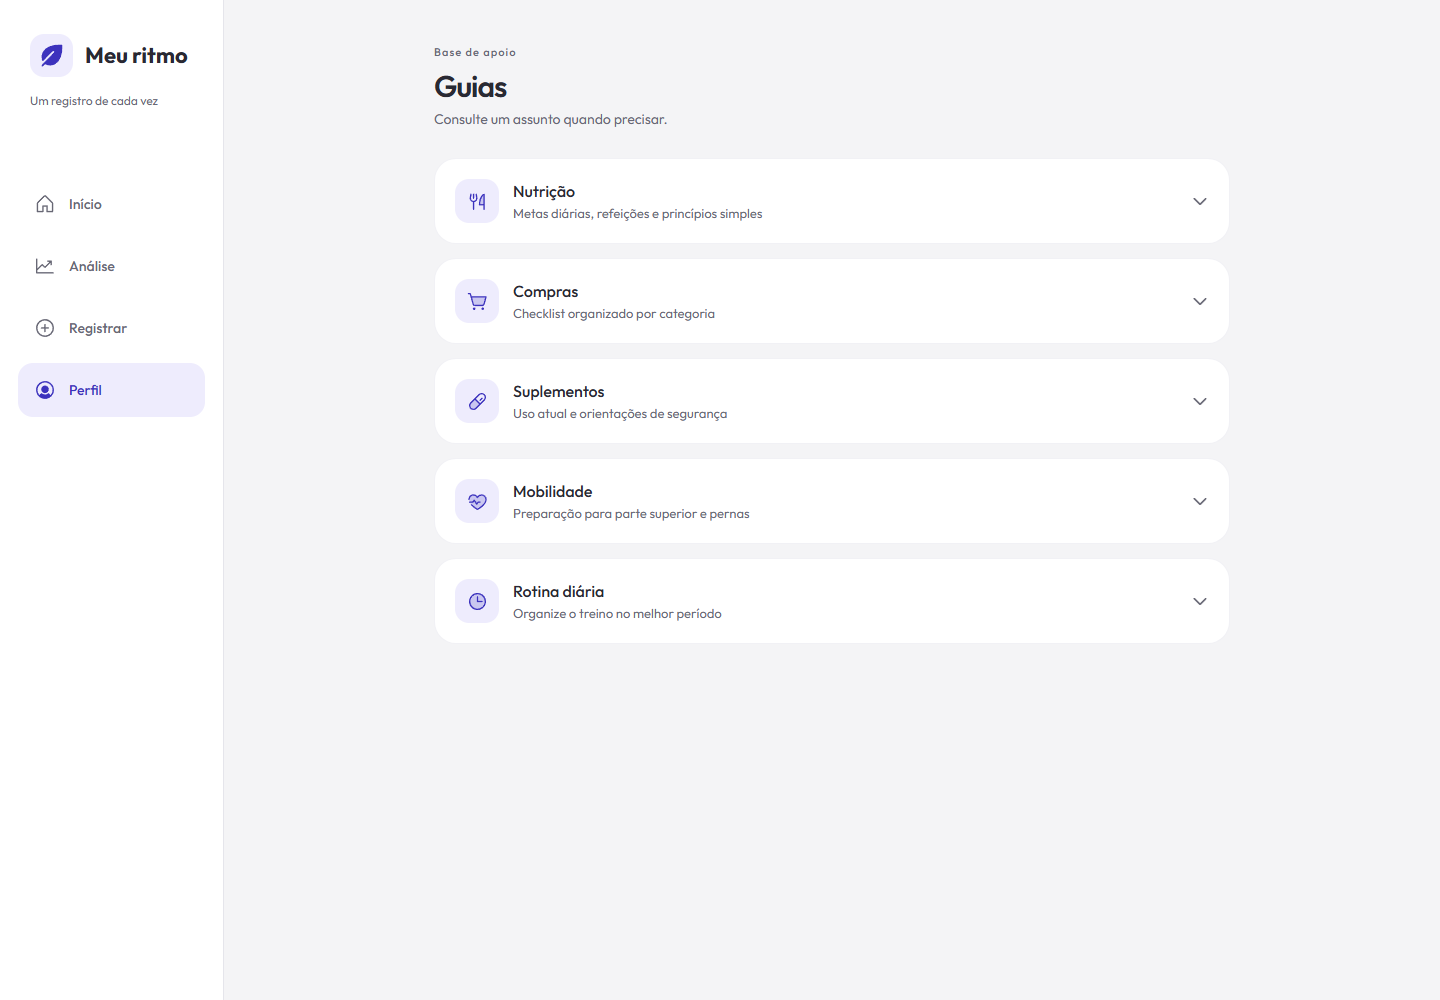 Meu ritmo
Um registro de cada vez
Início
Análise
Registrar
Perfil
Base de apoio
Guias
Consulte um assunto quando precisar.
Nutrição
Metas diárias, refeições e princípios simples
Compras
Checklist organizado por categoria
Suplementos
Uso atual e orientações de segurança
Mobilidade
Preparação para parte superior e pernas
Rotina diária
Organize o treino no melhor período